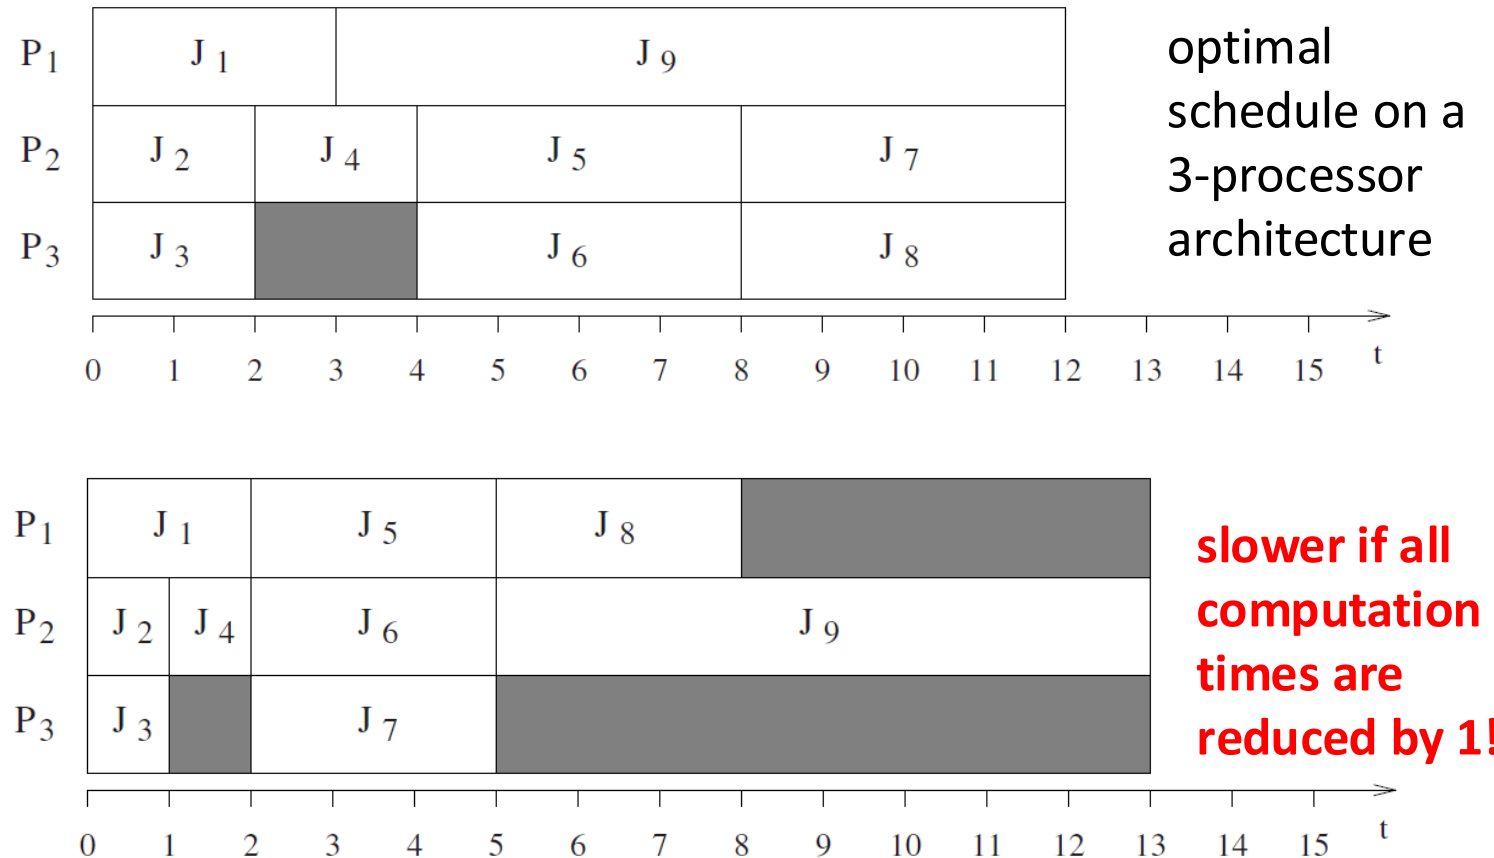 P1 J1 J9
P2 J2 J4 J5 J7
P3 J3 J6 J8
0 1 2 3 4 5 6 7 8 9 10 11 12 13 14 15 t
optimal
schedule on a
3-processor
architecture
P1 J1 J5 J8
P2 J2 J4 J6 J9
P3 J3 J7
0 1 2 3 4 5 6 7 8 9 10 11 12 13 14 15 t
slower if all
computation
times are
reduced by 1!